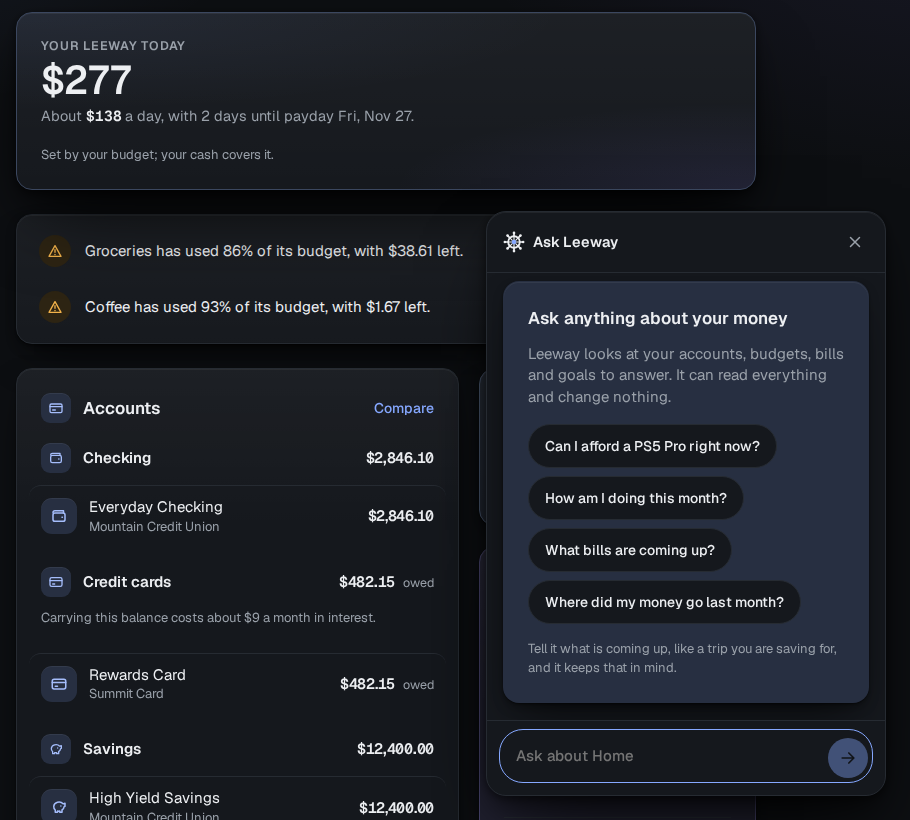 YOUR LEEWAY TODAY
$277
About $138 a day, with 2 days until payday Fri, Nov 27.
Set by your budget; your cash covers it.
Groceries has used 86% of its budget, with $38.61 left.
Coffee has used 93% of its budget, with $1.67 left.
Accounts
Compare
Checking
$2,846.10
Everyday Checking
Mountain Credit Union
$2,846.10
Credit cards
$482.15 owed
Carrying this balance costs about $9 a month in interest.
Rewards Card
Summit Card
$482.15 owed
Savings
$12,400.00
High Yield Savings
Mountain Credit Union
$12,400.00
Ask Leeway
Ask anything about your money
Leeway looks at your accounts, budgets, bills
and goals to answer. It can read everything
and change nothing.
Can I afford a PS5 Pro right now?
How am I doing this month?
What bills are coming up?
Where did my money go last month?
Tell it what is coming up, like a trip you are saving for,
and it keeps that in mind.
Ask about Home